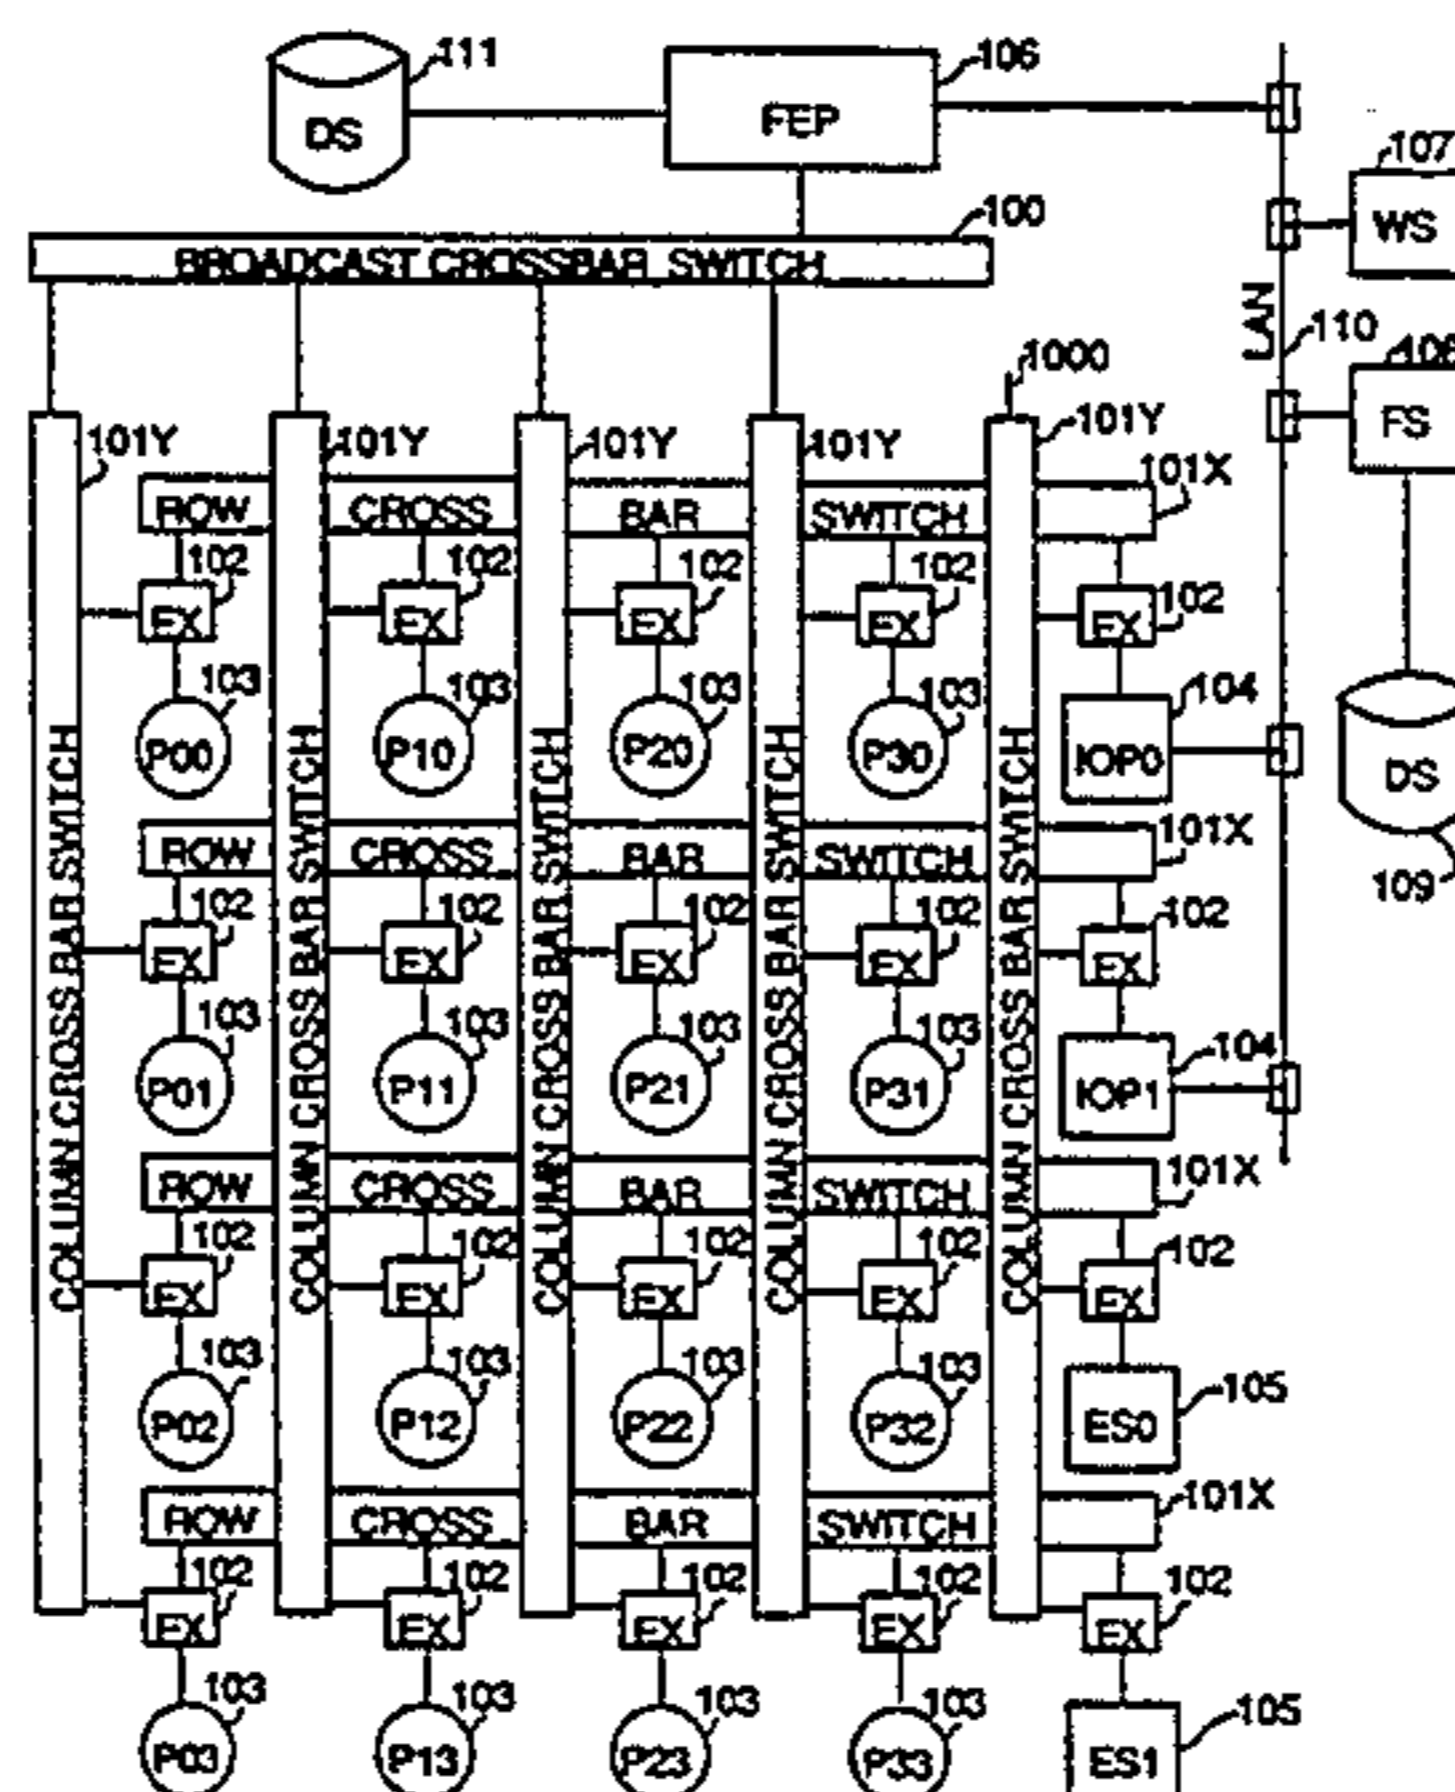 111
106
DS
FEP
107
WS
100
BROADCAST CROSSBAR SWITCH
LAN
110
1000
108
FS
101Y 101Y 101Y 101Y 101Y
101X
ROW CROSS BAR SWITCH
102 102 102 102 102
EX EX EX EX EX
103 103 103 103 104
P00 P10 P20 P30 IOP0
DS
109
COLUMN CROSS BAR SWITCH
COLUMN CROSS BAR SWITCH
COLUMN CROSS BAR SWITCH
COLUMN CROSS BAR SWITCH
COLUMN CROSS BAR SWITCH
101X
ROW CROSS BAR SWITCH
102 102 102 102 102
EX EX EX EX EX
103 103 103 103 104
P01 P11 P21 P31 IOP1
101X
ROW CROSS BAR SWITCH
102 102 102 102 102
EX EX EX EX EX
103 103 103 103 105
P02 P12 P22 P32 ES0
101X
ROW CROSS BAR SWITCH
102 102 102 102 102
EX EX EX EX EX
103 103 103 103 105
P03 P13 P23 P33 ES1